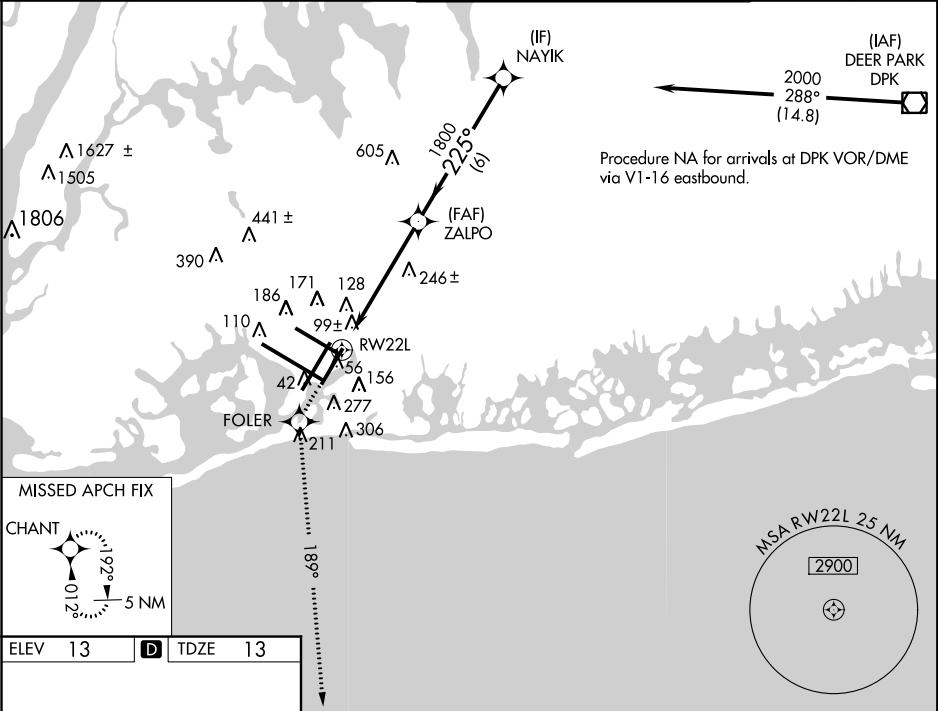 (IF)
NAYIK
(IAF)
DEER PARK
DPK
2000
288°
(14.8)
1800
225°
(6)
Procedure NA for arrivals at DPK VOR/DME
via V1-16 eastbound.
1627 ±
1505
605
1806
441 ±
(FAF)
ZALPO
390
246 ±
171
128
186
99±
110
RW22L
56
42
156
277
FOLER
306
211
MISSED APCH FIX
CHANT
192°
012°
5 NM
189°
MSA RW22L 25 NM
2900
ELEV 13 D TDZE 13